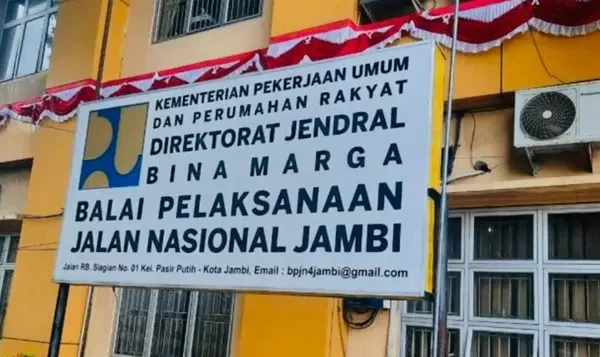 KEMENTERIAN PEKERJAAN UMUM
DAN PERUMAHAN RAKYAT
DIREKTORAT JENDRAL
BINA MARGA
BALAI PELAKSANAAN
JALAN NASIONAL JAMBI
Jalan RB. Siagian No. 01 Kel. Pasir Putih - Kota Jambi, Email : bpjn4jambi@gmail.com